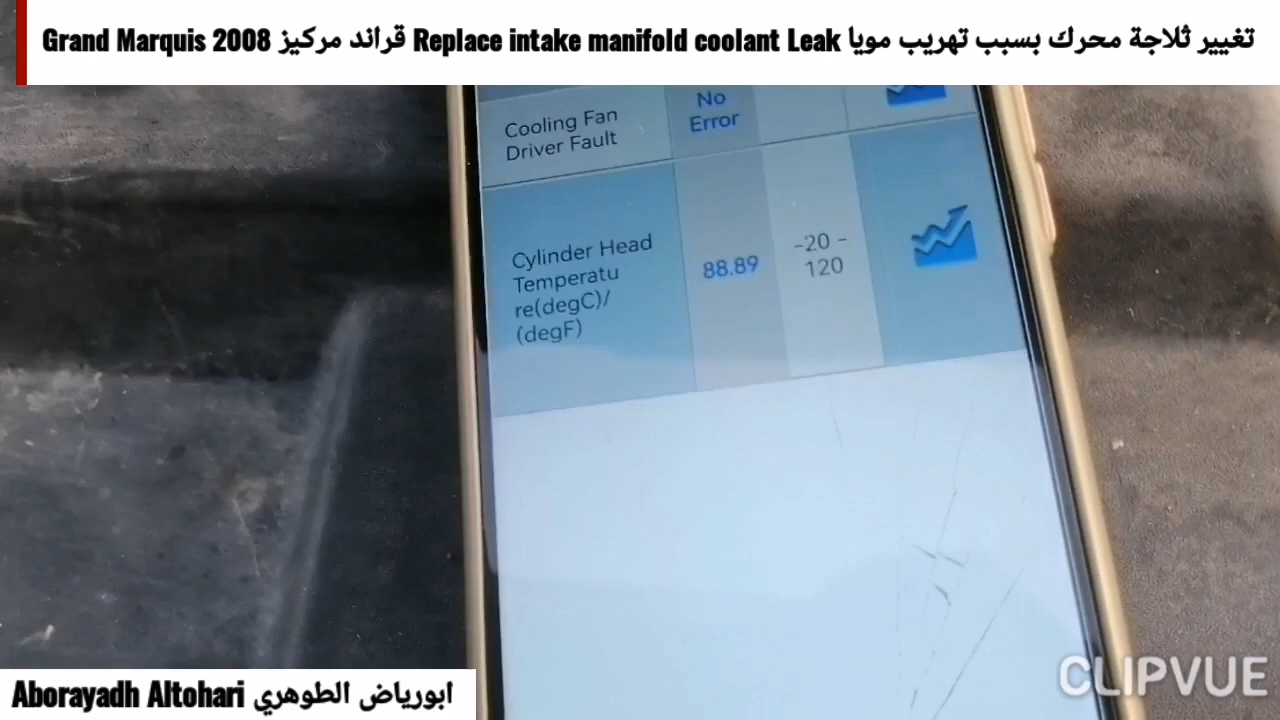 تغيير ثلاجة محرك بسبب تهريب مويا Replace intake manifold coolant Leak قراند مركيز Grand Marquis 2008
Cooling Fan
Driver Fault
No
Error
Cylinder Head
Temperatu
re(degC)/
(degF)
88.89
-20 -
120
Aborayadh Altohari ابورياض الطوهري
CLIPVUE